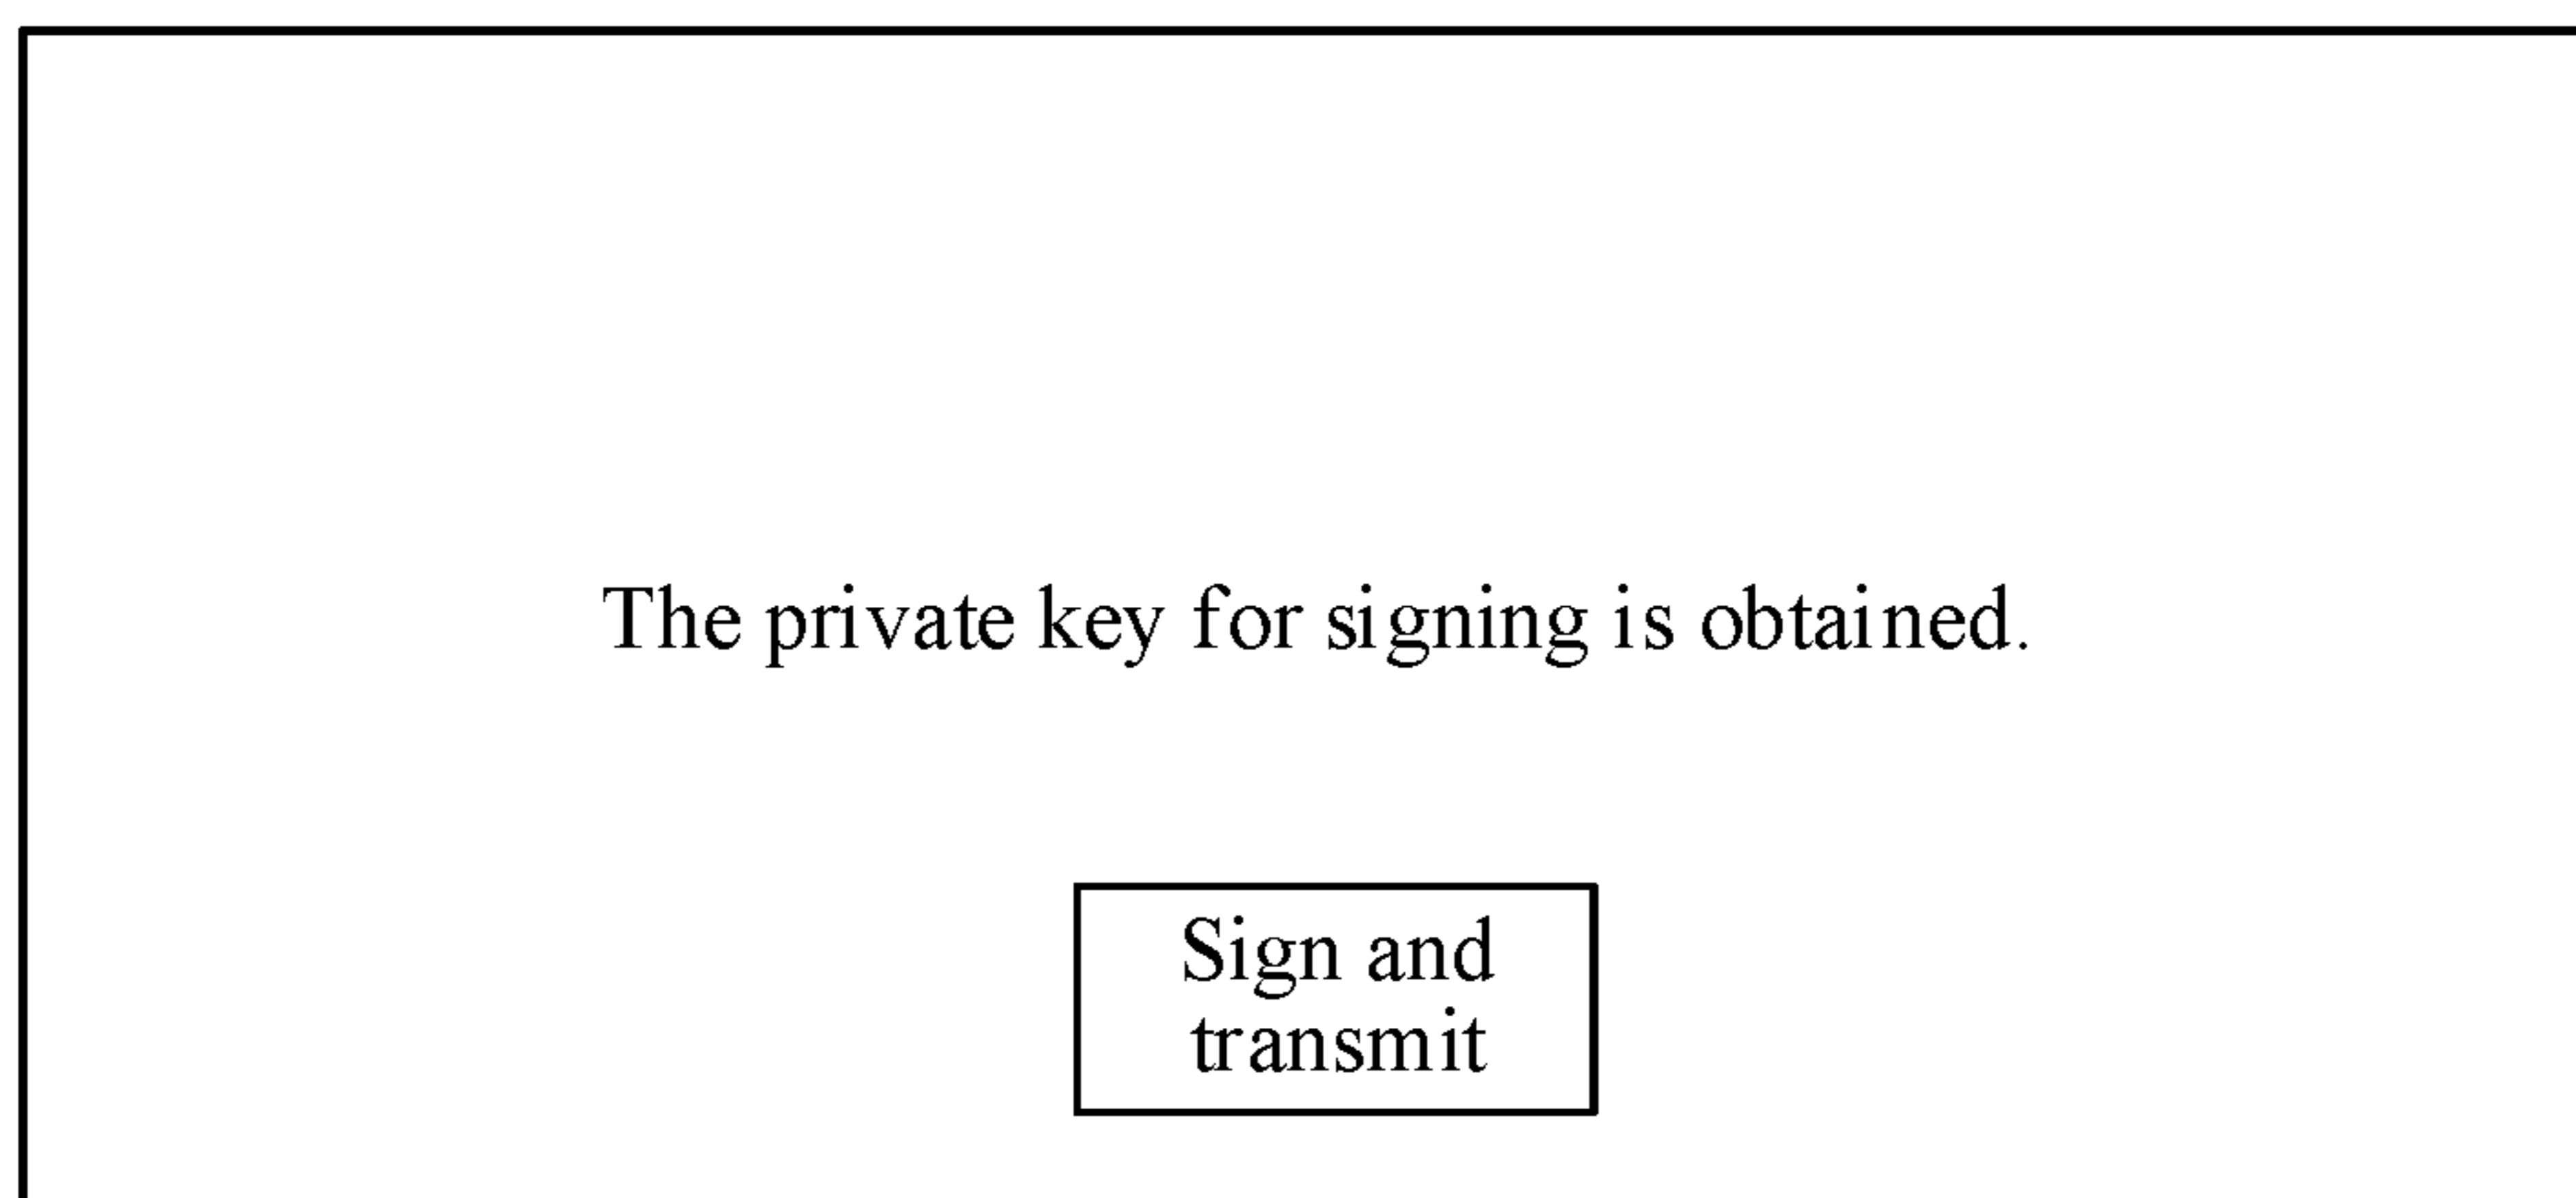 The private key for signing is obtained.
Sign and
transmit